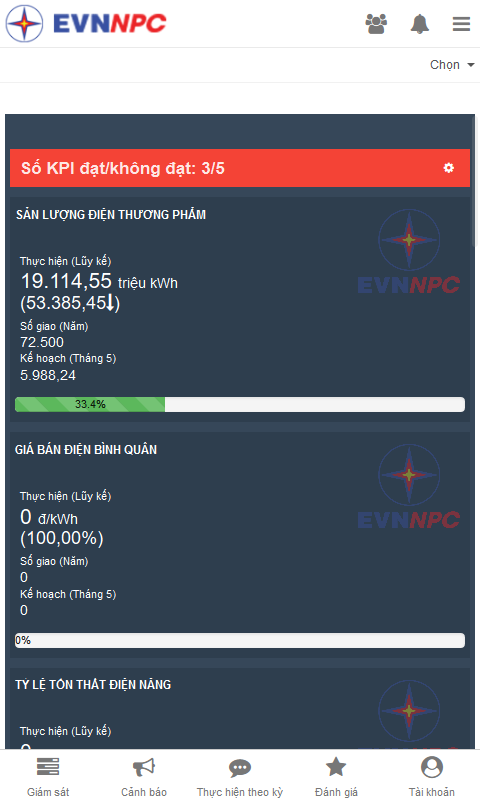 EVNNPC
Chọn
Số KPI đạt/không đạt: 3/5
SẢN LƯỢNG ĐIỆN THƯƠNG PHẨM
EVNNPC
Thực hiện (Lũy kế)
19.114,55 triệu kWh
(53.385,45)
Số giao (Năm)
72.500
Kế hoạch (Tháng 5)
5.988,24
33.4%
GIÁ BÁN ĐIỆN BÌNH QUÂN
EVNNPC
Thực hiện (Lũy kế)
0 đ/kWh
(100,00%)
Số giao (Năm)
0
Kế hoạch (Tháng 5)
0
0%
TỶ LỆ TỔN THẤT ĐIỆN NĂNG
Thực hiện (Lũy kế)
EVNNPC
Giám sát
Cảnh báo
Thực hiện theo kỳ
Đánh giá
Tài khoản